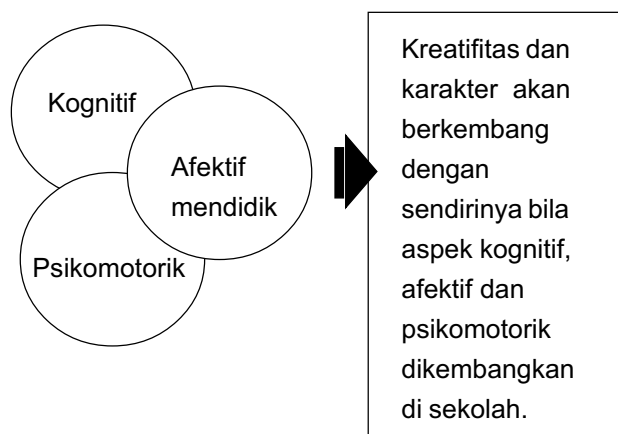 Kognitif
Afektif
mendidik
Psikomotorik
Kreatifitas dan
karakter akan
berkembang
dengan
sendirinya bila
aspek kognitif,
afektif dan
psikomotorik
dikembangkan
di sekolah.